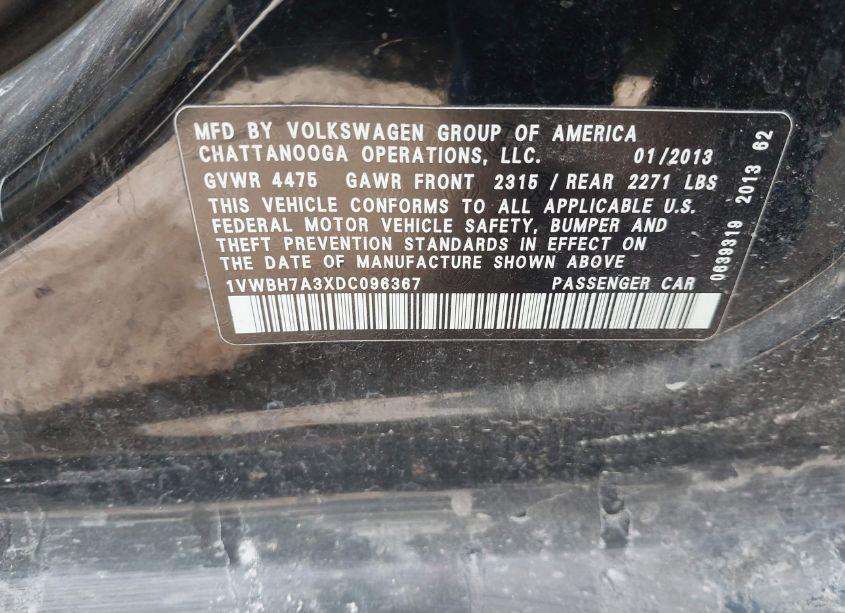 MFD BY VOLKSWAGEN GROUP OF AMERICA
CHATTANOOGA OPERATIONS, LLC. 01/2013
GVWR 4475 GAWR FRONT 2315 / REAR 2271 LBS
THIS VEHICLE CONFORMS TO ALL APPLICABLE U.S.
FEDERAL MOTOR VEHICLE SAFETY, BUMPER AND
THEFT PREVENTION STANDARDS IN EFFECT ON
THE DATE OF MANUFACTURE SHOWN ABOVE
1VWBH7A3XDC096367 PASSENGER CAR
0639319 2013 62